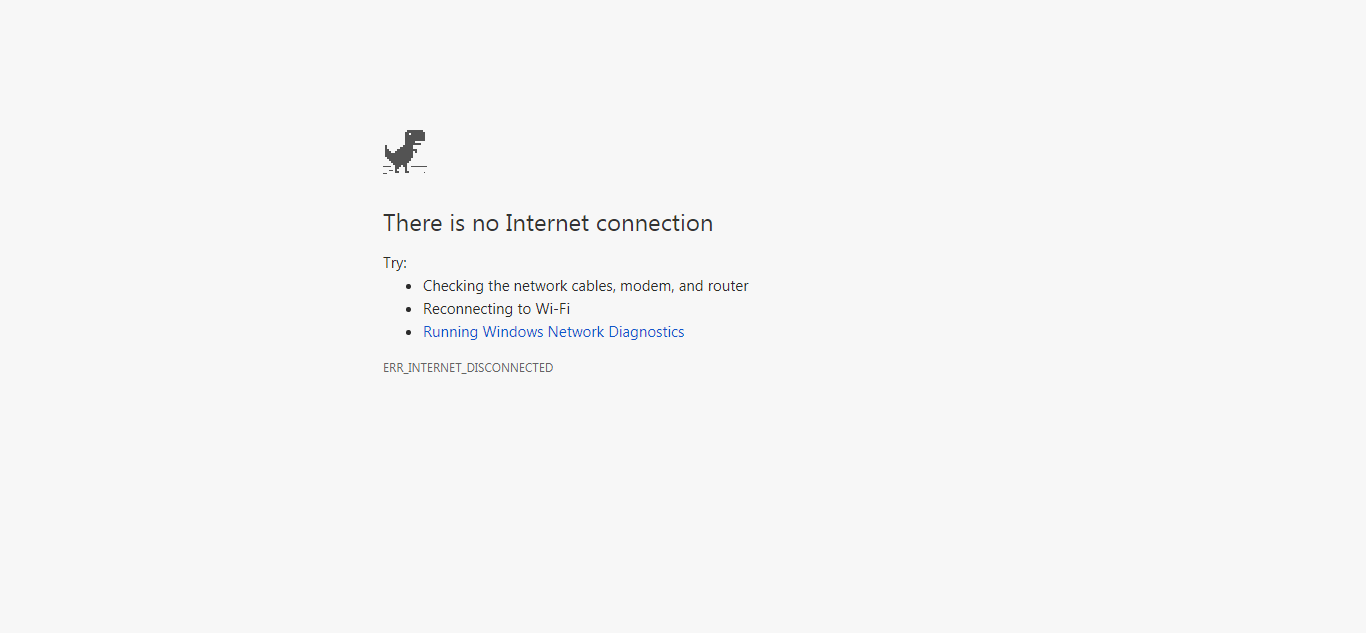 There is no Internet connection
Try:
Checking the network cables, modem, and router
Reconnecting to Wi-Fi
Running Windows Network Diagnostics
ERR_INTERNET_DISCONNECTED